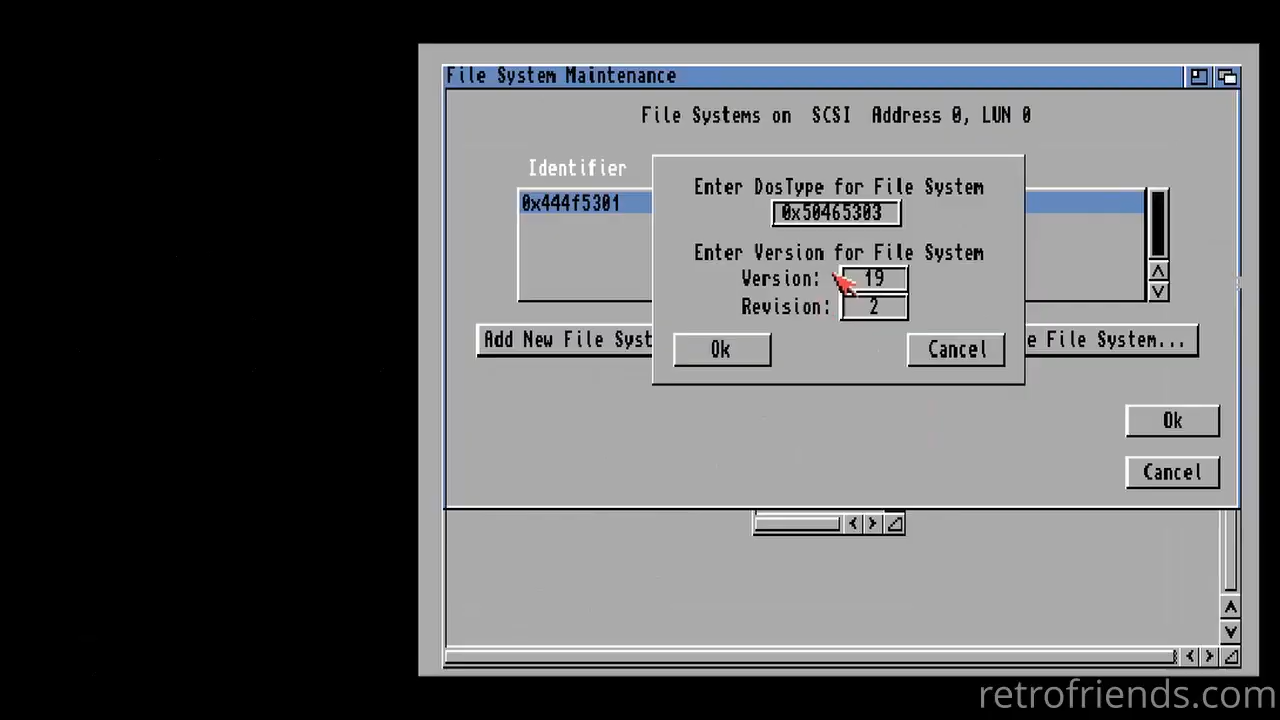 File System Maintenance
File Systems on SCSI Address 0, LUN 0
Identifier
0x444f5301
Enter DosType for File System
0x50465303
Enter Version for File System
Version: 19
Revision: 2
Ok Cancel
Add New File Syst
e File System...
Ok
Cancel
retrofriends.com